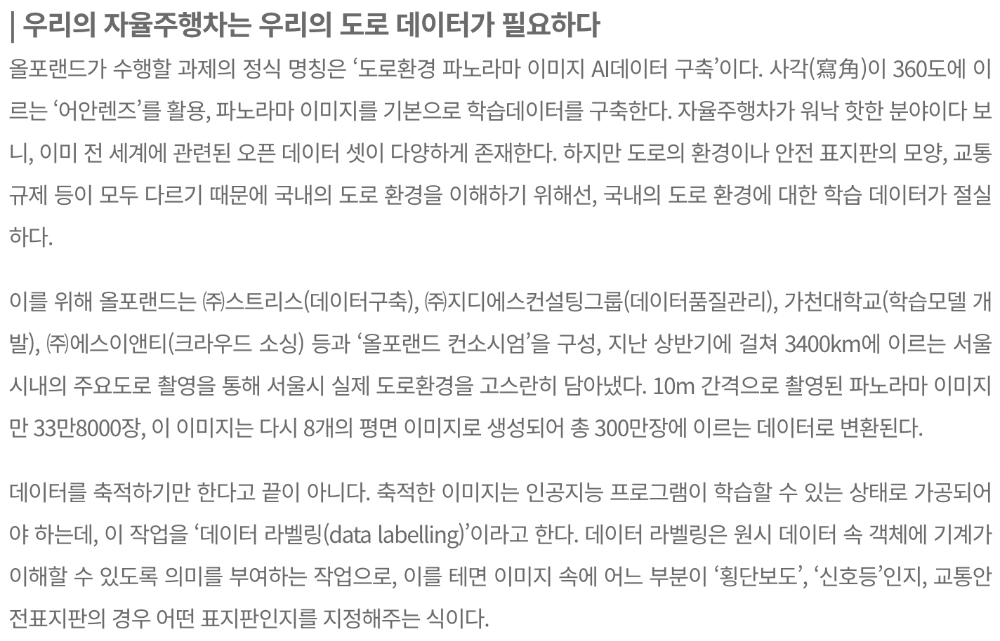 | 우리의 자율주행차는 우리의 도로 데이터가 필요하다
올포랜드가 수행할 과제의 정식 명칭은 ‘도로환경 파노라마 이미지 AI데이터 구축’이다. 사각(寫角)이 360도에 이
르는 ‘어안렌즈’를 활용, 파노라마 이미지를 기본으로 학습데이터를 구축한다. 자율주행차가 워낙 핫한 분야이다 보
니, 이미 전 세계에 관련된 오픈 데이터 셋이 다양하게 존재한다. 하지만 도로의 환경이나 안전 표지판의 모양, 교통
규제 등이 모두 다르기 때문에 국내의 도로 환경을 이해하기 위해선, 국내의 도로 환경에 대한 학습 데이터가 절실
하다.
이를 위해 올포랜드는 ㈜스트리스(데이터구축), ㈜지디에스컨설팅그룹(데이터품질관리), 가천대학교(학습모델 개
발), ㈜에스이앤티(크라우드 소싱) 등과 ‘올포랜드 컨소시엄’을 구성, 지난 상반기에 걸쳐 3400km에 이르는 서울
시내의 주요도로 촬영을 통해 서울시 실제 도로환경을 고스란히 담아냈다. 10m 간격으로 촬영된 파노라마 이미지
만 33만8000장, 이 이미지는 다시 8개의 평면 이미지로 생성되어 총 300만장에 이르는 데이터로 변환된다.
데이터를 축적하기만 한다고 끝이 아니다. 축적한 이미지는 인공지능 프로그램이 학습할 수 있는 상태로 가공되어
야 하는데, 이 작업을 ‘데이터 라벨링(data labelling)’이라고 한다. 데이터 라벨링은 원시 데이터 속 객체에 기계가
이해할 수 있도록 의미를 부여하는 작업으로, 이를 테면 이미지 속에 어느 부분이 ‘횡단보도’, ‘신호등’인지, 교통안
전표지판의 경우 어떤 표지판인지를 지정해주는 식이다.